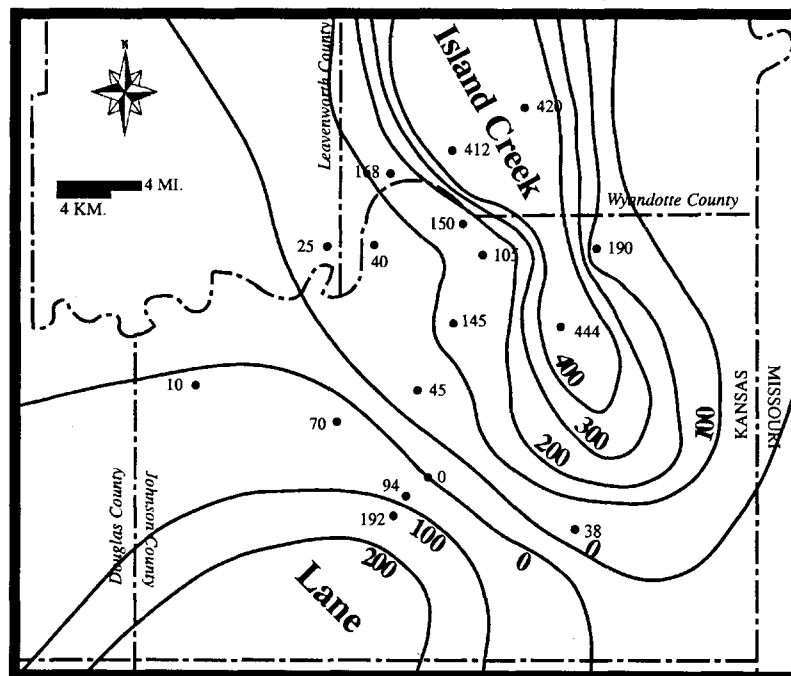 N
4 MI.
4 KM.
Leavenworth County
Island Creek
420
412
168
Wyandotte County
150
25
40
105
190
145
444
400
10
45
KANSAS
MISSOURI
70
300
100
200
0
94
192
100
38
0
0
200
Douglas County
Johnson County
Lane